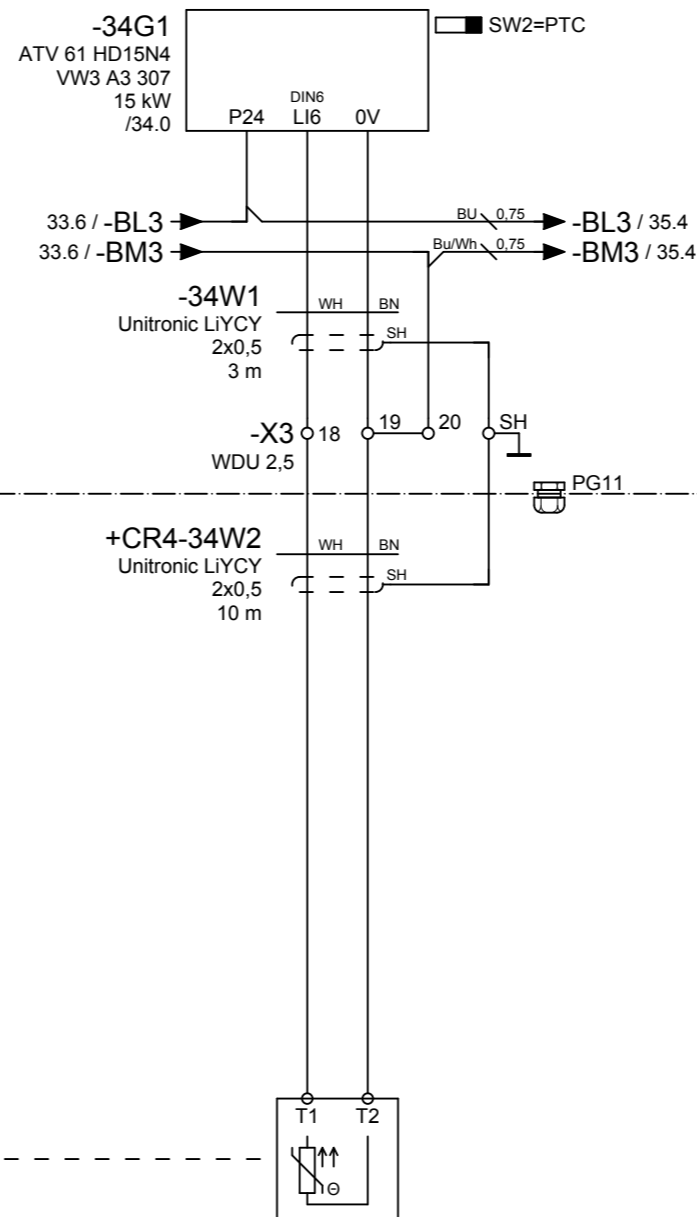 -34G1
ATV 61 HD15N4
VW3 A3 307
15 kW
/34.0
SW2=PTC
DIN6
P24 LI6 0V
33.6 / -BL3
BU 0,75
-BL3 / 35.4
33.6 / -BM3
Bu/Wh 0,75
-BM3 / 35.4
-34W1
Unitronic LiYCY
2x0,5
3 m
WH BN
SH
-X3 18 19 20 SH
WDU 2,5
PG11
+CR4-34W2
Unitronic LiYCY
2x0,5
10 m
WH BN
SH
T1 T2
Θ